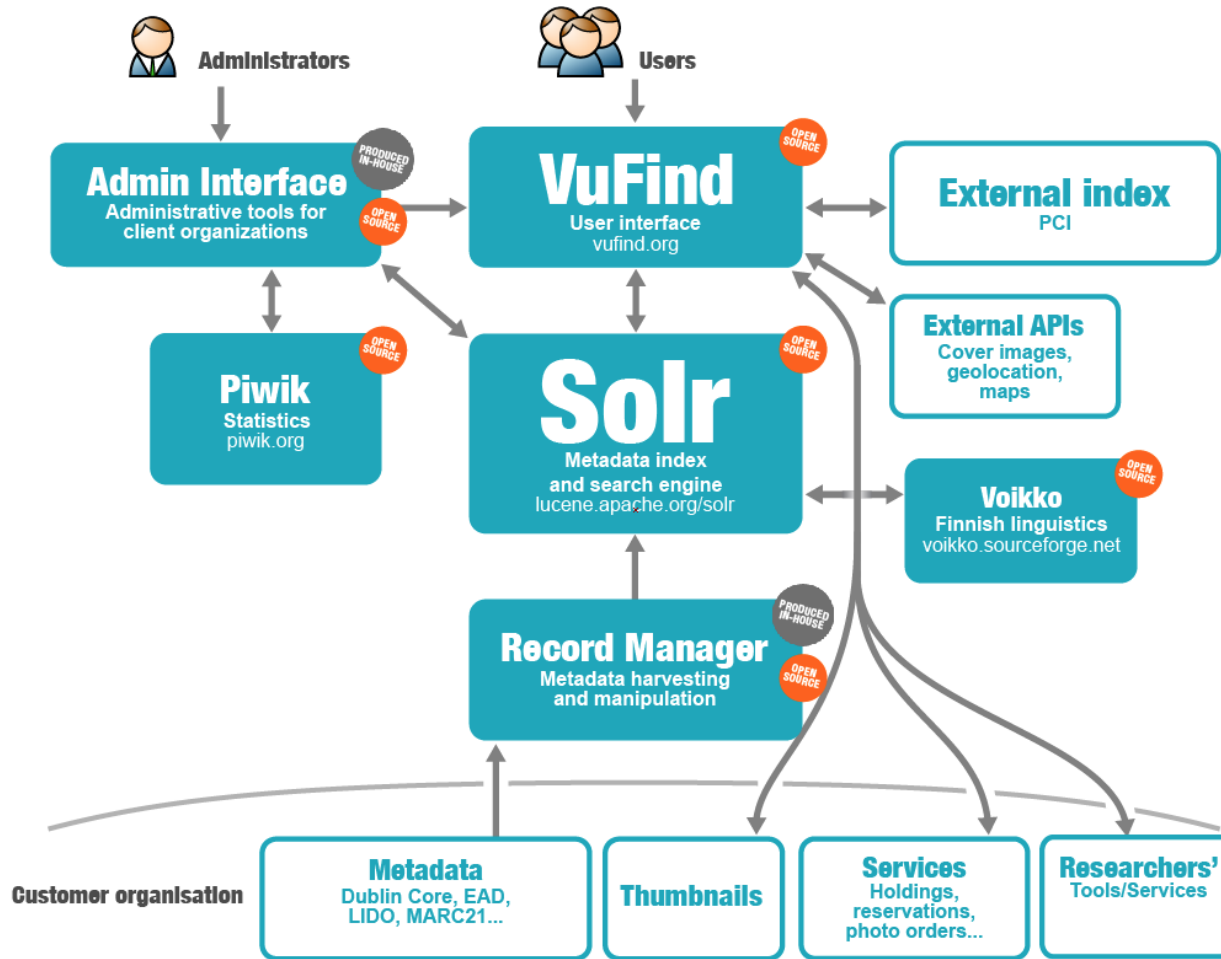 Administrators
Users
PRODUCED
IN-HOUSE
OPEN
SOURCE
Admin Interface
Administrative tools for
client organizations
OPEN
SOURCE
VuFind
User interface
vufind.org
External index
PCI
OPEN
SOURCE
Piwik
Statistics
piwik.org
OPEN
SOURCE
Solr
Metadata index
and search engine
lucene.apache.org/solr
External APIs
Cover images,
geolocation,
maps
OPEN
SOURCE
Voikko
Finnish linguistics
voikko.sourceforge.net
PRODUCED
IN-HOUSE
OPEN
SOURCE
Record Manager
Metadata harvesting
and manipulation
Customer organisation
Metadata
Dublin Core, EAD,
LIDO, MARC21...
Thumbnails
Services
Holdings,
reservations,
photo orders...
Researchers'
Tools/Services